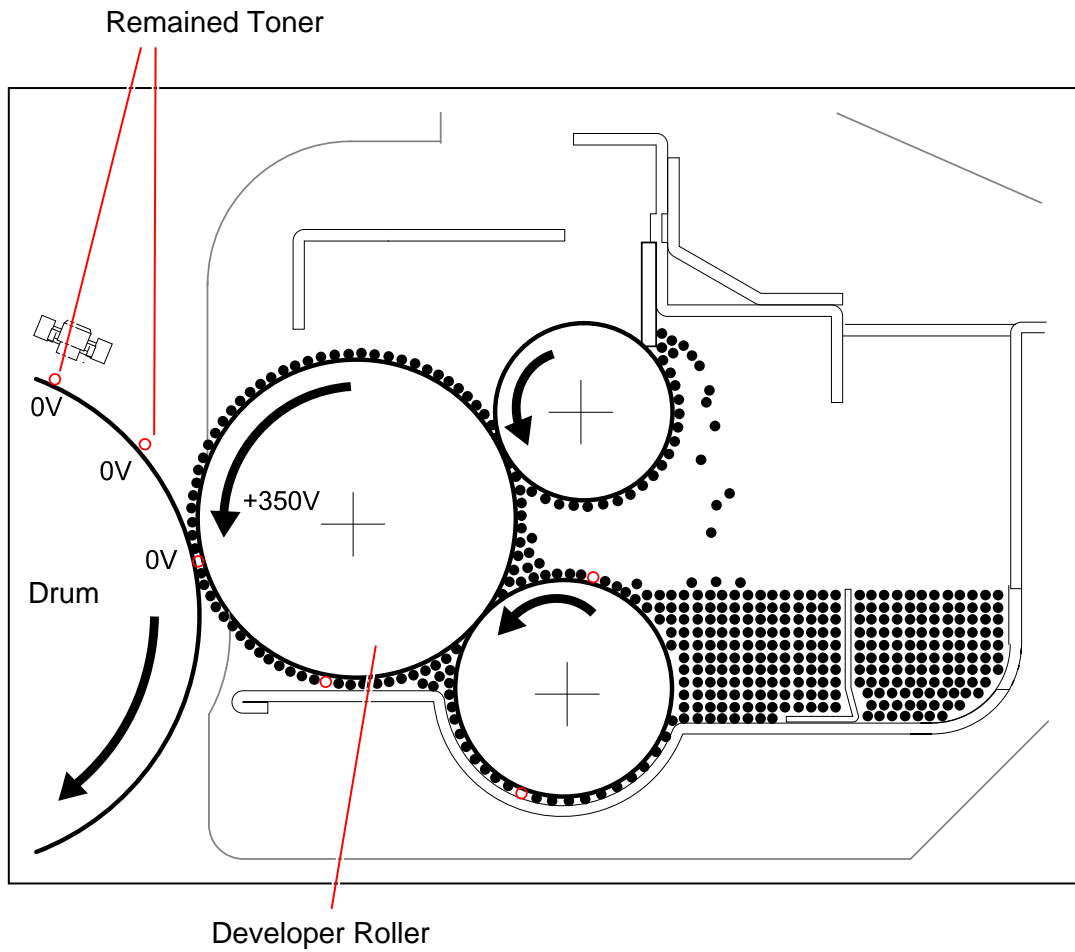 Remained Toner
0V
0V
+350V
0V
Drum
Developer Roller